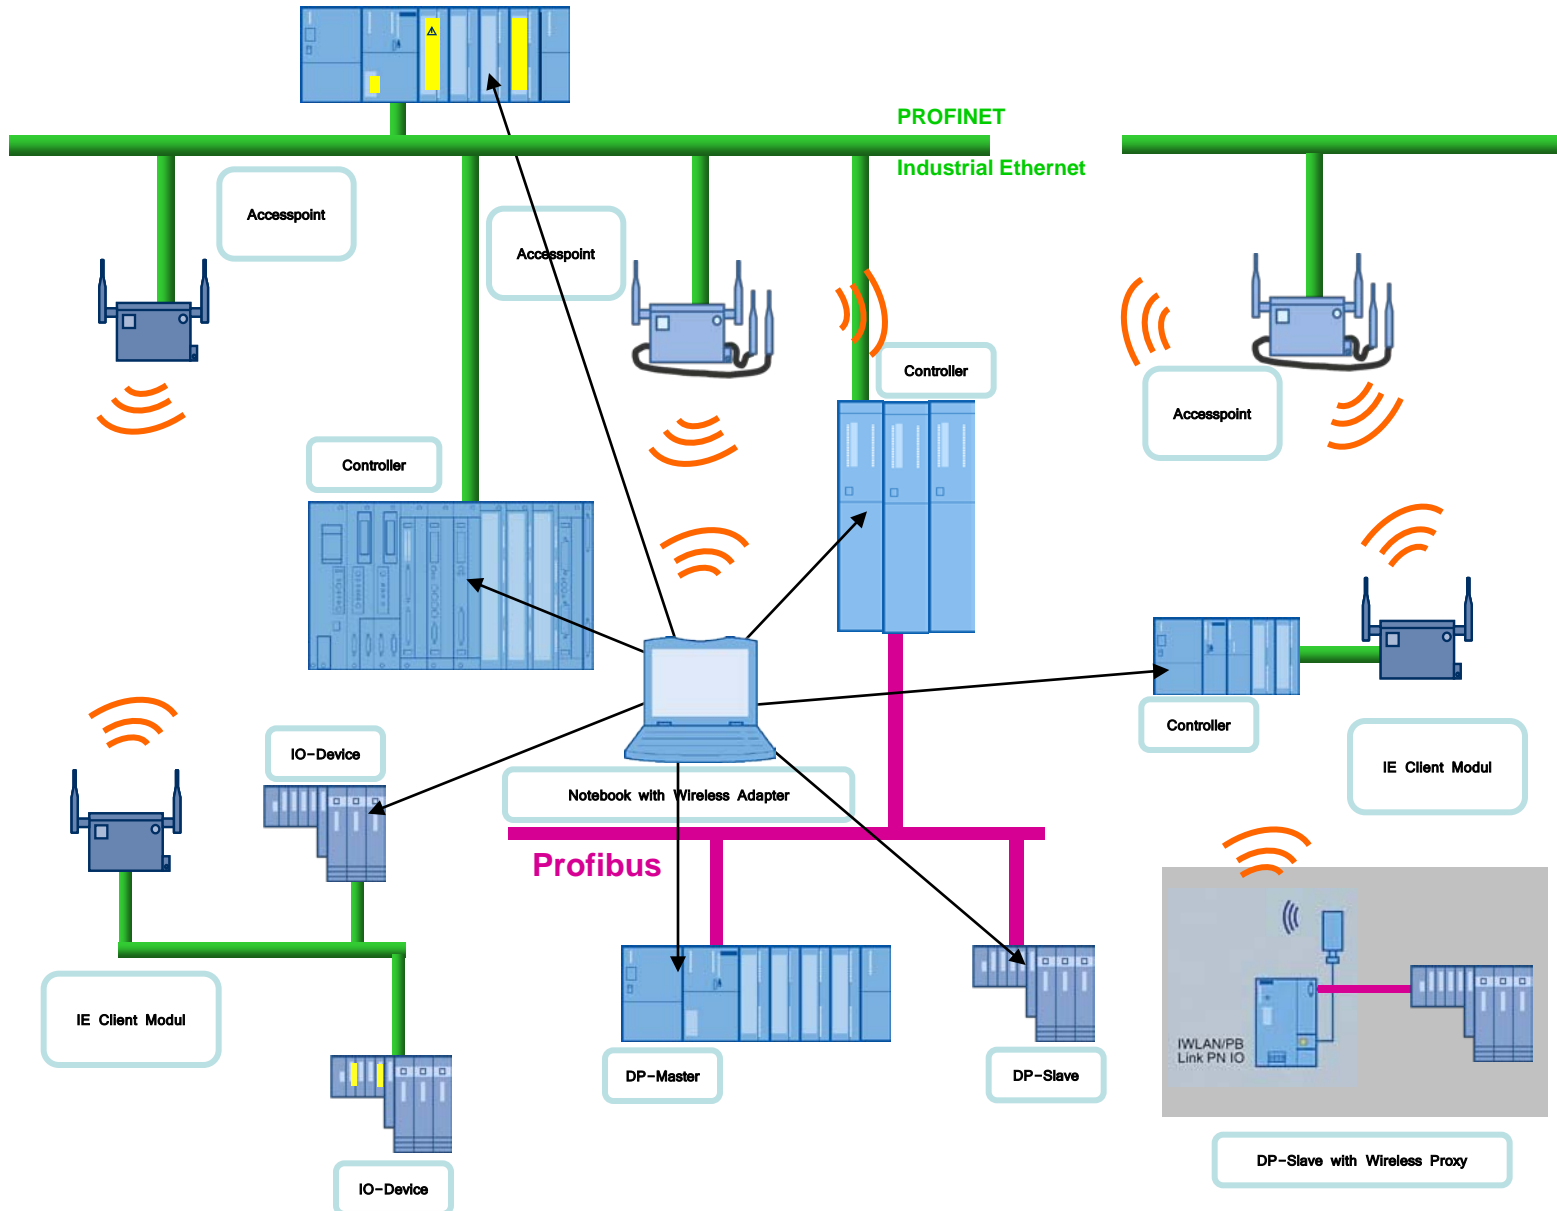 PROFINET
Industrial Ethernet
Accesspoint
Accesspoint
Controller
Accesspoint
Controller
Controller
IO-Device
IE Client Modul
Notebook with Wireless Adapter
Profibus
IE Client Modul
IWLAN/PB
Link PN IO
DP-Master
DP-Slave
DP-Slave with Wireless Proxy
IO-Device